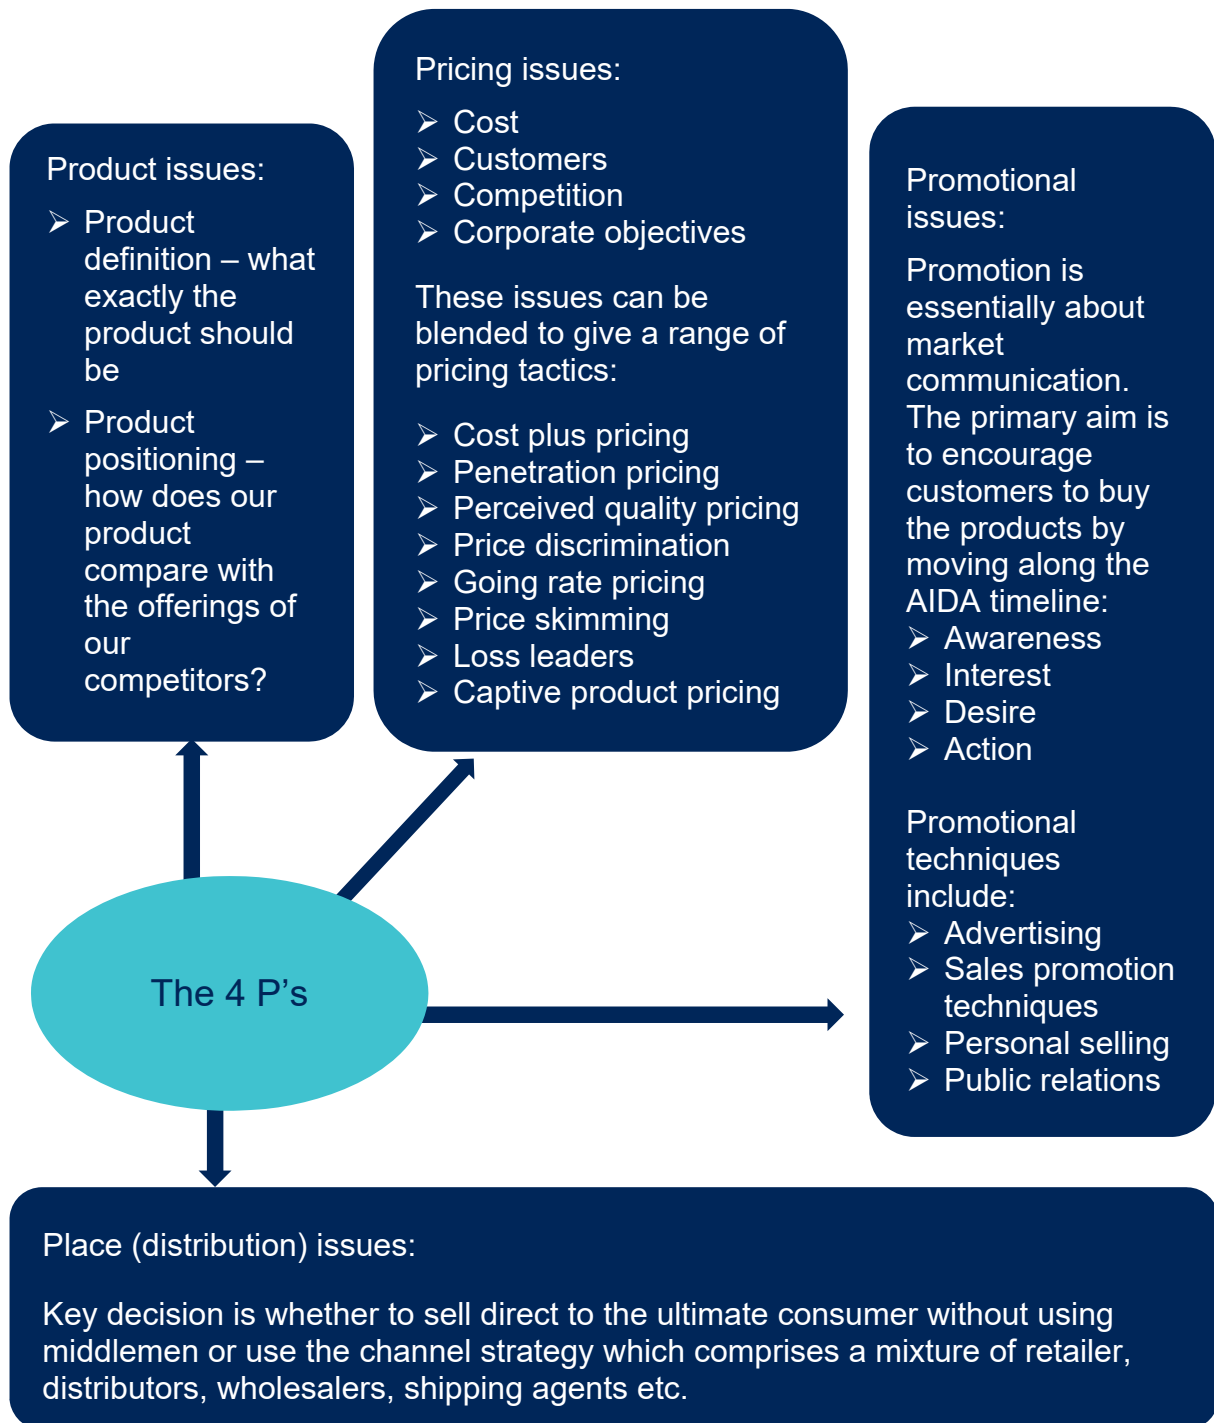 Product issues:
➢ Product
definition – what
exactly the
product should
be
➢ Product
positioning –
how does our
product
compare with
the offerings of
our
competitors?
Pricing issues:
➢ Cost
➢ Customers
➢ Competition
➢ Corporate objectives
These issues can be
blended to give a range of
pricing tactics:
➢ Cost plus pricing
➢ Penetration pricing
➢ Perceived quality pricing
➢ Price discrimination
➢ Going rate pricing
➢ Price skimming
➢ Loss leaders
➢ Captive product pricing
Promotional
issues:
Promotion is
essentially about
market
communication.
The primary aim is
to encourage
customers to buy
the products by
moving along the
AIDA timeline:
➢ Awareness
➢ Interest
➢ Desire
➢ Action
Promotional
techniques
include:
➢ Advertising
➢ Sales promotion
techniques
➢ Personal selling
➢ Public relations
The 4 P’s
Place (distribution) issues:
Key decision is whether to sell direct to the ultimate consumer without using
middlemen or use the channel strategy which comprises a mixture of retailer,
distributors, wholesalers, shipping agents etc.